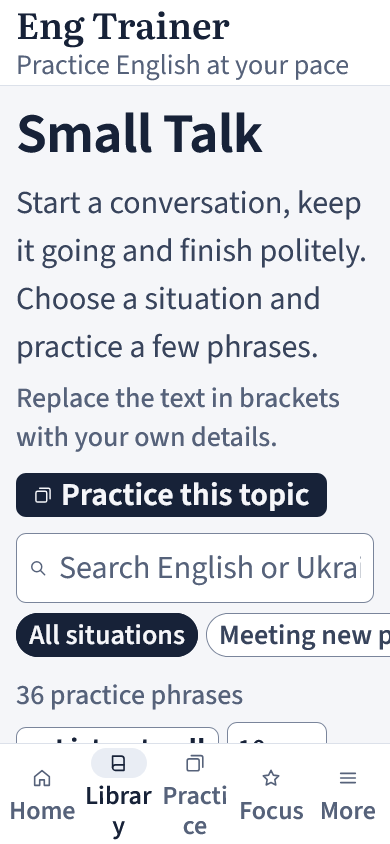 Eng Trainer
Practice English at your pace
Small Talk
Start a conversation, keep
it going and finish politely.
Choose a situation and
practice a few phrases.
Replace the text in brackets
with your own details.
Practice this topic
Search English or Ukrai
All situations
Meeting new p
36 practice phrases
Home
Librar
y
Practi
ce
Focus
More